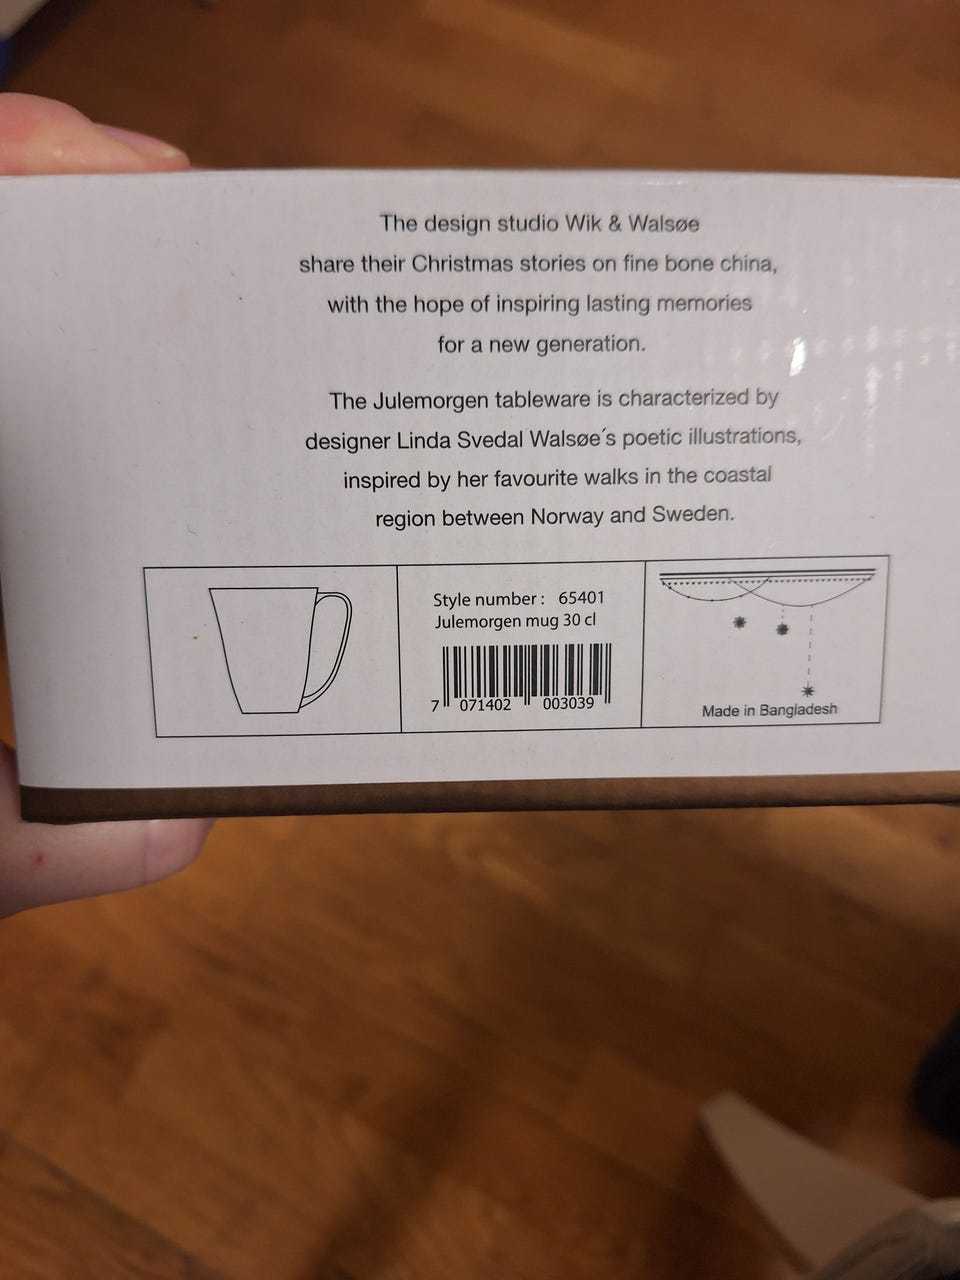 The design studio Wik & Walsøe
share their Christmas stories on fine bone china,
with the hope of inspiring lasting memories
for a new generation.
The Julemorgen tableware is characterized by
designer Linda Svedal Walsøe´s poetic illustrations,
inspired by her favourite walks in the coastal
region between Norway and Sweden.
Style number : 65401
Julemorgen mug 30 cl
7 071402 003039
Made in Bangladesh